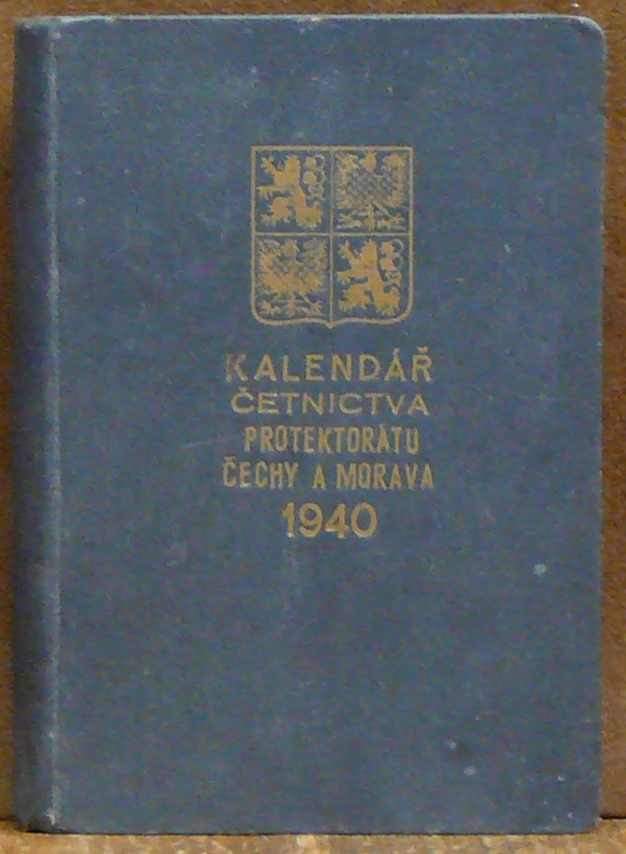 KALENDÁŘ
ČETNICTVA
PROTEKTORÁTU
ČECHY A MORAVA
1940